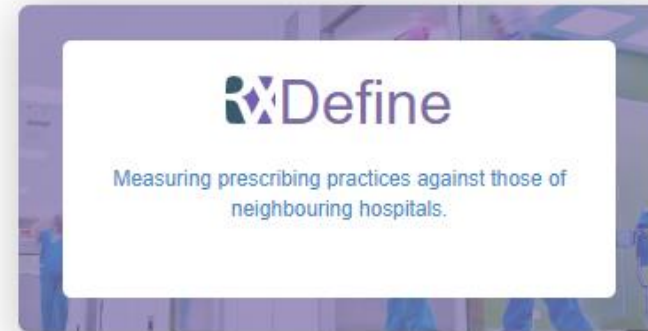 RXDefine
Measuring prescribing practices against those of
neighbouring hospitals.